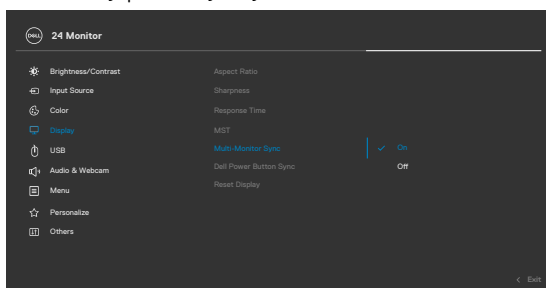 DELL 24 Monitor
Brightness/Contrast
Input Source
Color
Display
USB
Audio & Webcam
Menu
Personalize
Others
Aspect Ratio
Sharpness
Response Time
MST
Multi-Monitor Sync
Dell Power Button Sync
Reset Display
On
Off
Exit